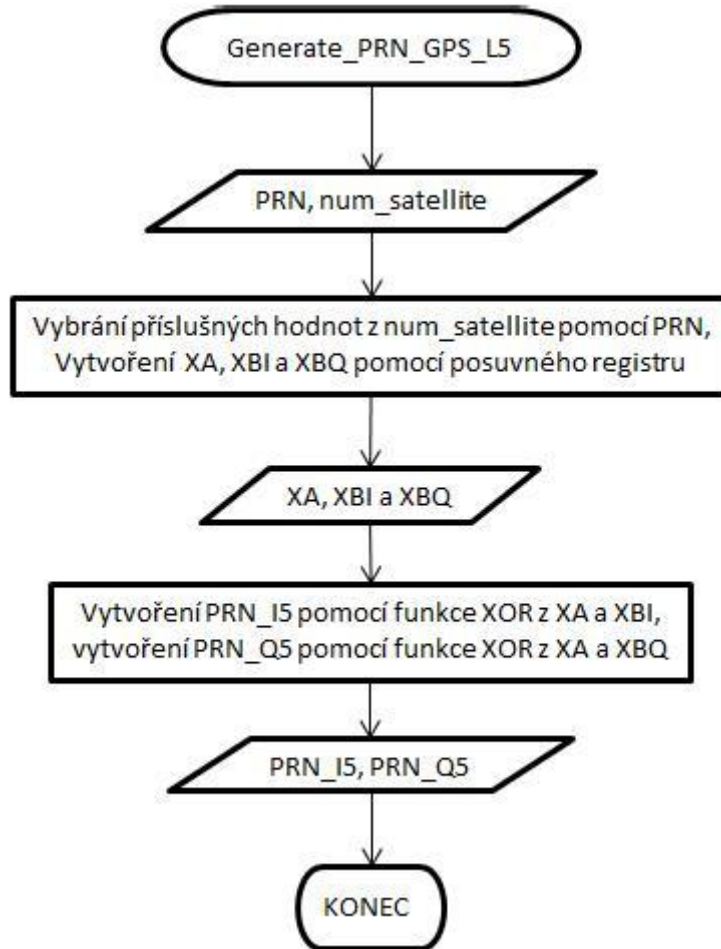 Generate_PRN_GPS_L5
PRN, num_satellite
Vybrání příslušných hodnot z num_satellite pomocí PRN,
Vytvoření XA, XBI a XBQ pomocí posuvného registru
XA, XBI a XBQ
Vytvoření PRN_I5 pomocí funkce XOR z XA a XBI,
vytvoření PRN_Q5 pomocí funkce XOR z XA a XBQ
PRN_I5, PRN_Q5
KONEC